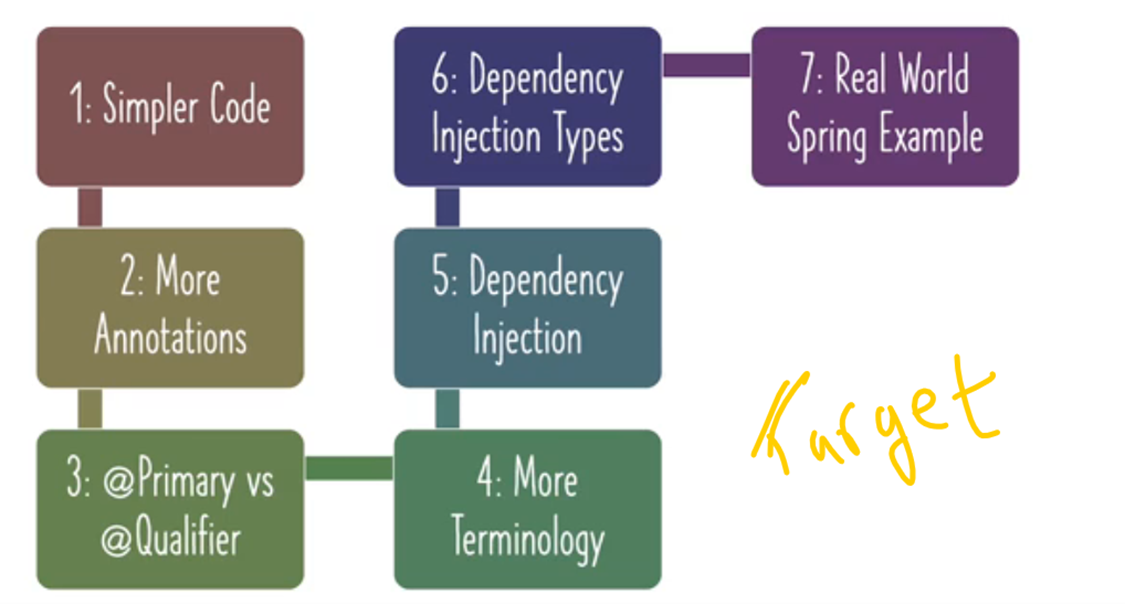 1: Simpler Code
2: More
Annotations
3: @Primary vs
@Qualifier
4: More
Terminology
5: Dependency
Injection
6: Dependency
Injection Types
7: Real World
Spring Example
Target